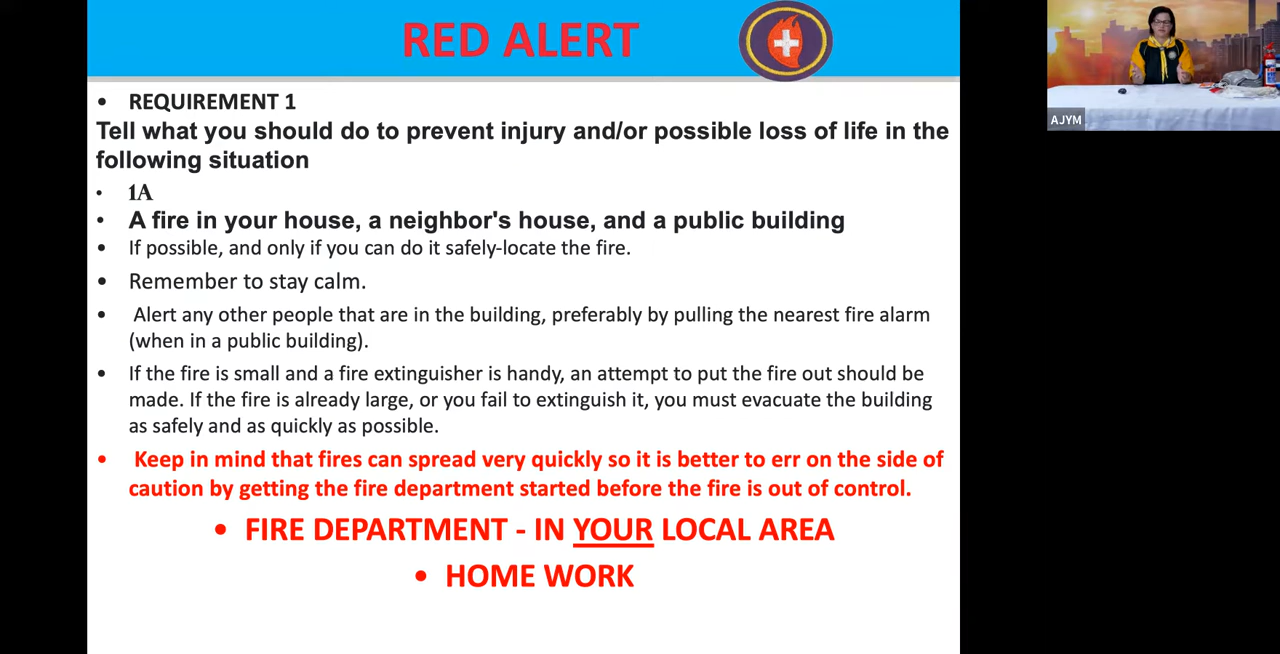 RED ALERT
• REQUIREMENT 1
Tell what you should do to prevent injury and/or possible loss of life in the
following situation
• 1A
• A fire in your house, a neighbor's house, and a public building
• If possible, and only if you can do it safely-locate the fire.
• Remember to stay calm.
• Alert any other people that are in the building, preferably by pulling the nearest fire alarm
(when in a public building).
• If the fire is small and a fire extinguisher is handy, an attempt to put the fire out should be
made. If the fire is already large, or you fail to extinguish it, you must evacuate the building
as safely and as quickly as possible.
• Keep in mind that fires can spread very quickly so it is better to err on the side of
caution by getting the fire department started before the fire is out of control.
• FIRE DEPARTMENT - IN YOUR LOCAL AREA
• HOME WORK
AJYM